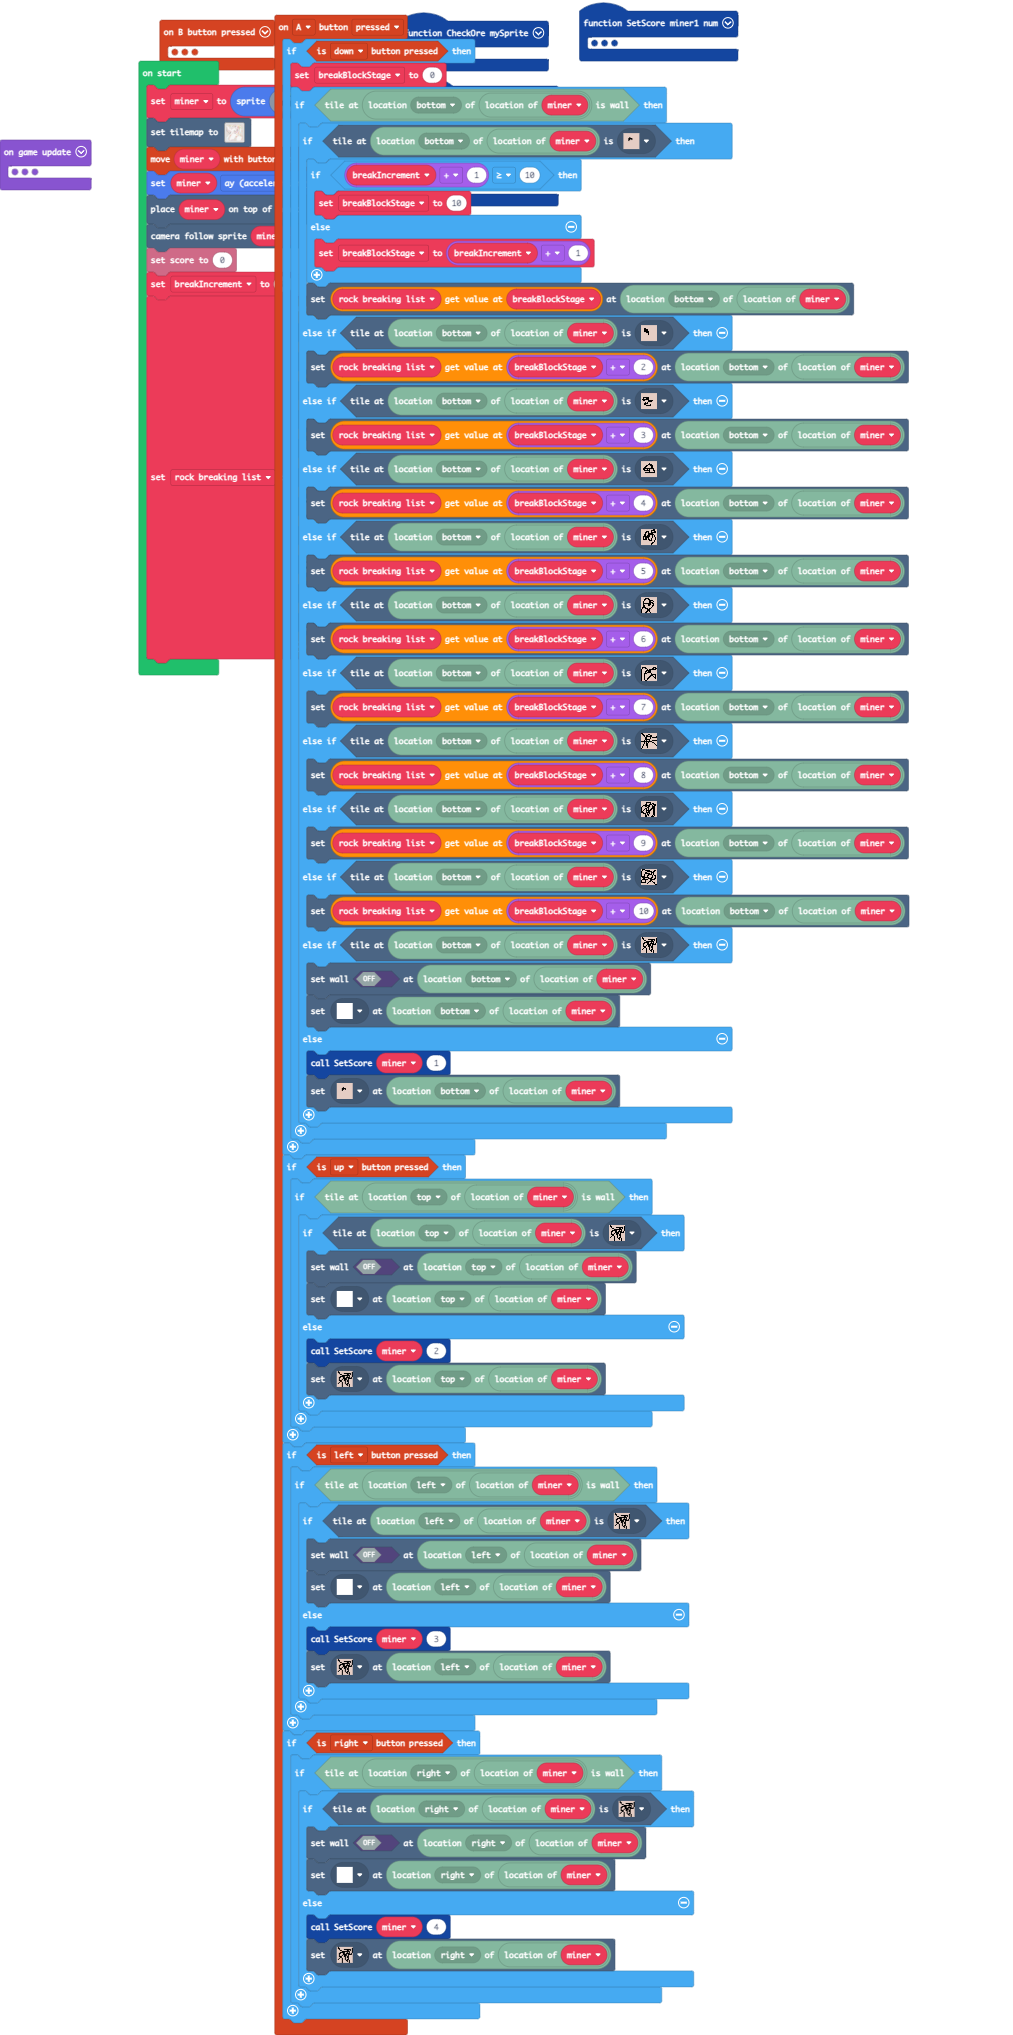 on B button pressed
on A button pressed
function CheckOre mySprite
function SetScore miner1 num
on start
set miner to sprite
set tilemap to
move miner with button
set miner ay (accele
place miner on top of
camera follow sprite mine
set score to 0
set breakIncrement to
set rock breaking list
on game update
if is down button pressed then
set breakBlockStage to 0
if tile at location bottom of location of miner is wall then
if tile at location bottom of location of miner is then
if breakIncrement + 1 ≥ 10 then
set breakBlockStage to 10
else
set breakBlockStage to breakIncrement + 1
set rock breaking list get value at breakBlockStage at location bottom of location of miner
else if tile at location bottom of location of miner is then
set rock breaking list get value at breakBlockStage + 2 at location bottom of location of miner
else if tile at location bottom of location of miner is then
set rock breaking list get value at breakBlockStage + 3 at location bottom of location of miner
else if tile at location bottom of location of miner is then
set rock breaking list get value at breakBlockStage + 4 at location bottom of location of miner
else if tile at location bottom of location of miner is then
set rock breaking list get value at breakBlockStage + 5 at location bottom of location of miner
else if tile at location bottom of location of miner is then
set rock breaking list get value at breakBlockStage + 6 at location bottom of location of miner
else if tile at location bottom of location of miner is then
set rock breaking list get value at breakBlockStage + 7 at location bottom of location of miner
else if tile at location bottom of location of miner is then
set rock breaking list get value at breakBlockStage + 8 at location bottom of location of miner
else if tile at location bottom of location of miner is then
set rock breaking list get value at breakBlockStage + 9 at location bottom of location of miner
else if tile at location bottom of location of miner is then
set rock breaking list get value at breakBlockStage + 10 at location bottom of location of miner
else if tile at location bottom of location of miner is then
set wall OFF at location bottom of location of miner
set at location bottom of location of miner
else
call SetScore miner 1
set at location bottom of location of miner
if is up button pressed then
if tile at location top of location of miner is wall then
if tile at location top of location of miner is then
set wall OFF at location top of location of miner
set at location top of location of miner
else
call SetScore miner 2
set at location top of location of miner
if is left button pressed then
if tile at location left of location of miner is wall then
if tile at location left of location of miner is then
set wall OFF at location left of location of miner
set at location left of location of miner
else
call SetScore miner 3
set at location left of location of miner
if is right button pressed then
if tile at location right of location of miner is wall then
if tile at location right of location of miner is then
set wall OFF at location right of location of miner
set at location right of location of miner
else
call SetScore miner 4
set at location right of location of miner